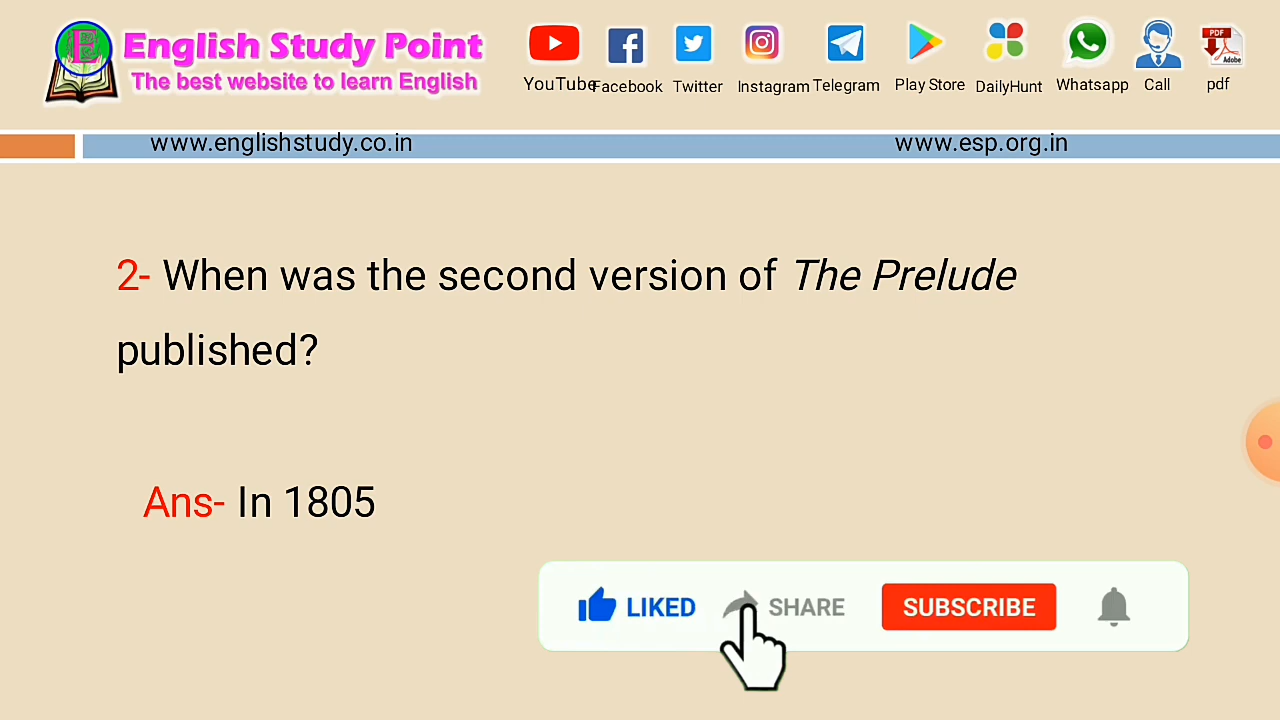 English Study Point
The best website to learn English
YouTube Facebook Twitter Instagram Telegram Play Store DailyHunt Whatsapp Call pdf
PDF
Adobe
www.englishstudy.co.in www.esp.org.in
2- When was the second version of The Prelude
published?
Ans- In 1805
LIKED SHARE SUBSCRIBE